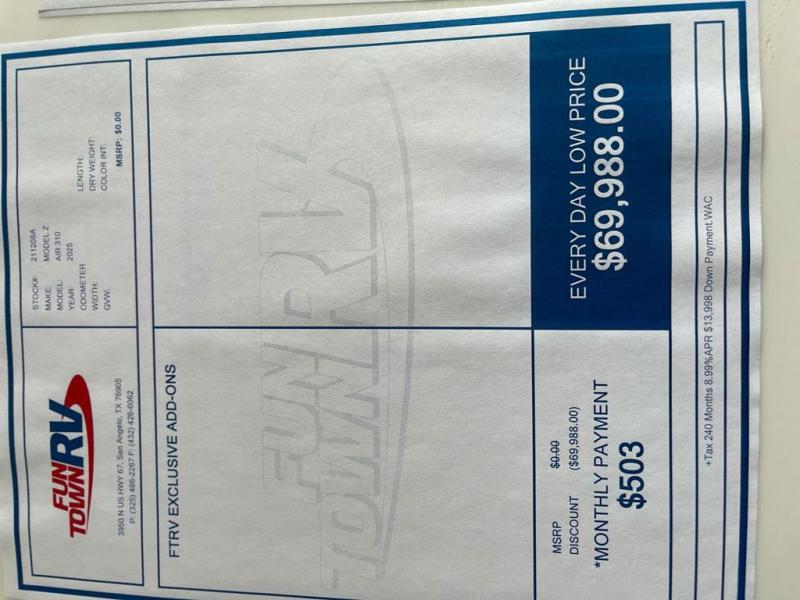 FUN
TOWN RV
3950 N US HWY 67, San Angelo, TX 76905
P: (325) 486-2267 F: (432) 426-6062
STOCK#: 211208A
MAKE: MODEL Z
MODEL: AIR 310
YEAR: 2025
ODOMETER
WIDTH:
GVW:
LENGTH:
DRY WEIGHT:
COLOR INT:
MSRP: $0.00
FTRV EXCLUSIVE ADD-ONS
FUN
TOWN RV
MSRP $0.00
DISCOUNT ($69,988.00)
*MONTHLY PAYMENT
$503
EVERY DAY LOW PRICE
$69,988.00
+Tax 240 Months 8.99%APR $13,998 Down Payment.WAC